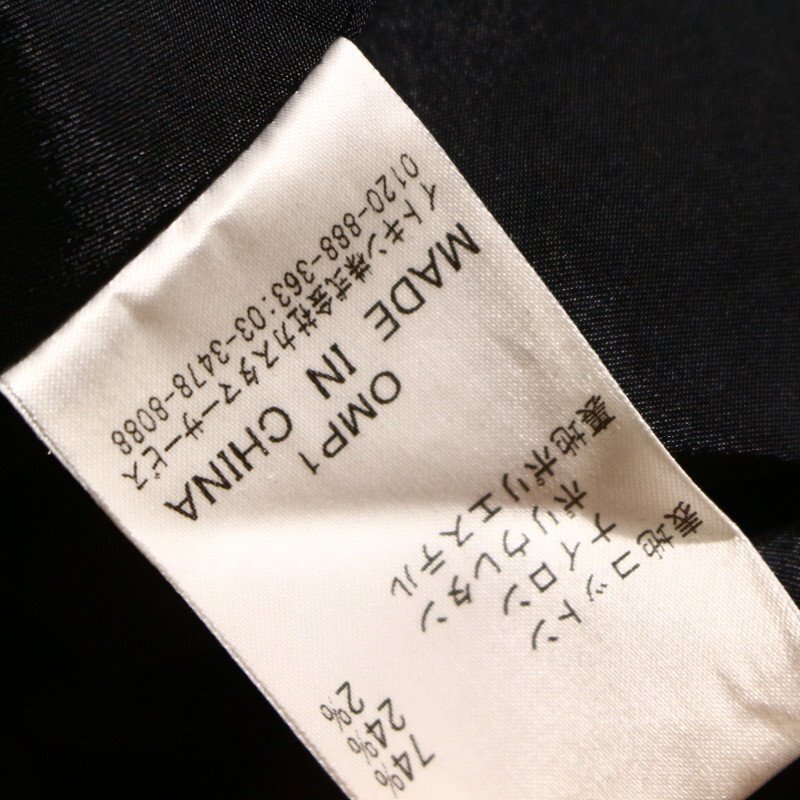 表地コットン 74%
ナイロン 24%
ポリウレタン 2%
裏地ポリエステル
OMP1
MADE IN CHINA
イトキン株式会社カスタマーサービス
0120-888-363:03-3478-8088